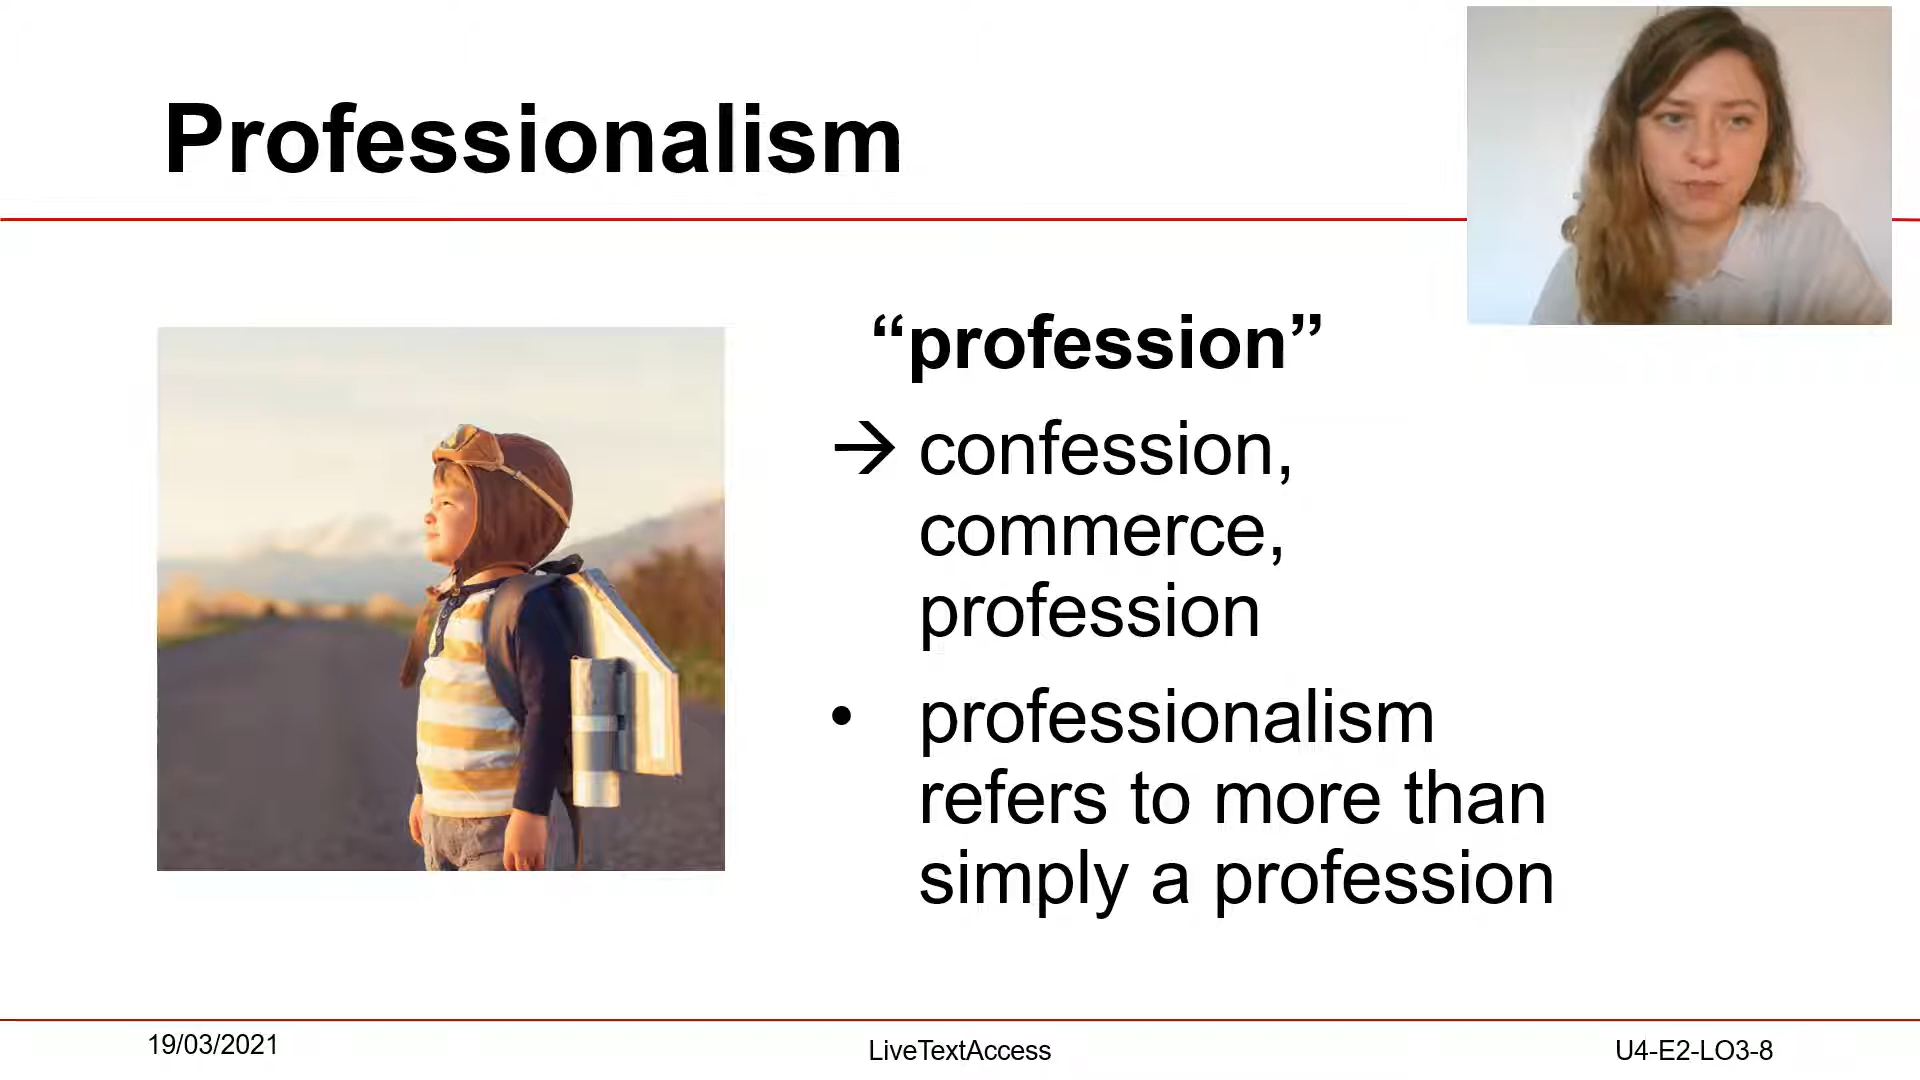 Professionalism
“profession”
→ confession,
commerce,
profession
• professionalism
refers to more than
simply a profession
19/03/2021
LiveTextAccess
U4-E2-LO3-8